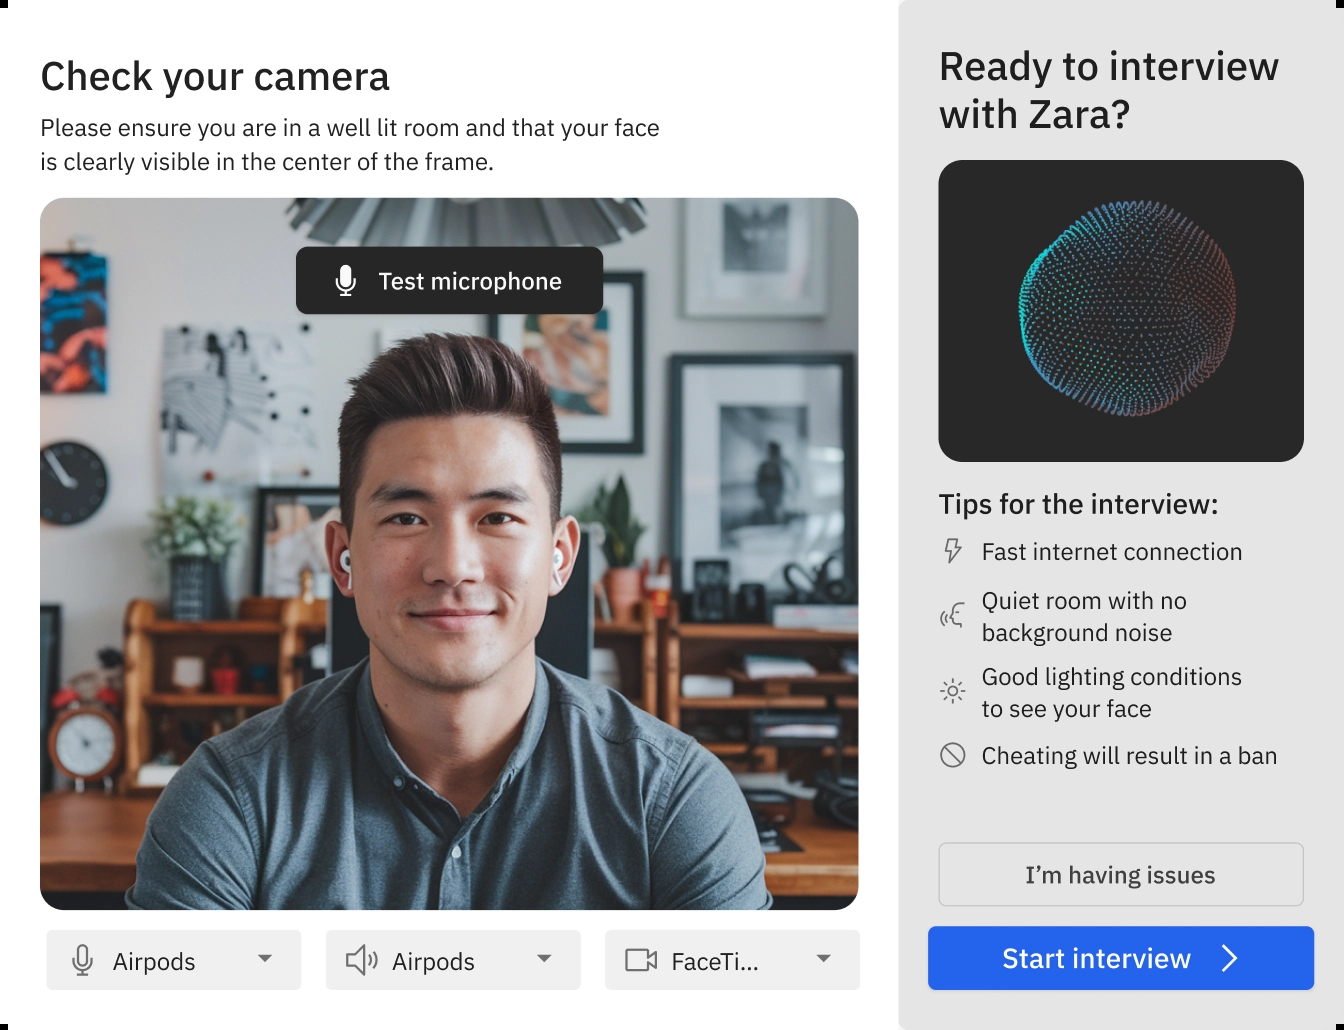 Check your camera
Please ensure you are in a well lit room and that your face
is clearly visible in the center of the frame.
Test microphone
Airpods
Airpods
FaceTi...
Ready to interview
with Zara?
Tips for the interview:
Fast internet connection
Quiet room with no
background noise
Good lighting conditions
to see your face
Cheating will result in a ban
I’m having issues
Start interview